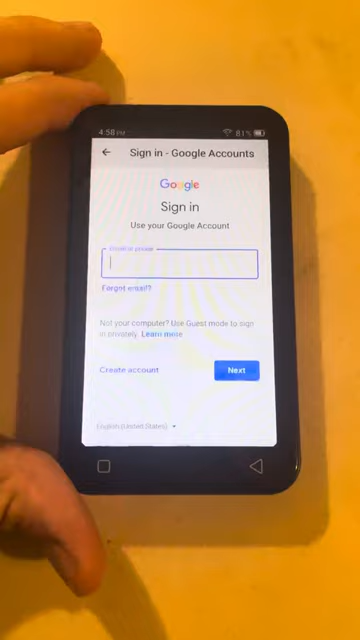 4:58 PM 81%
Sign in - Google Accounts
Google
Sign in
Use your Google Account
Email or phone
Forgot email?
Not your computer? Use Guest mode to sign
in privately. Learn more
Create account Next
English (United States)